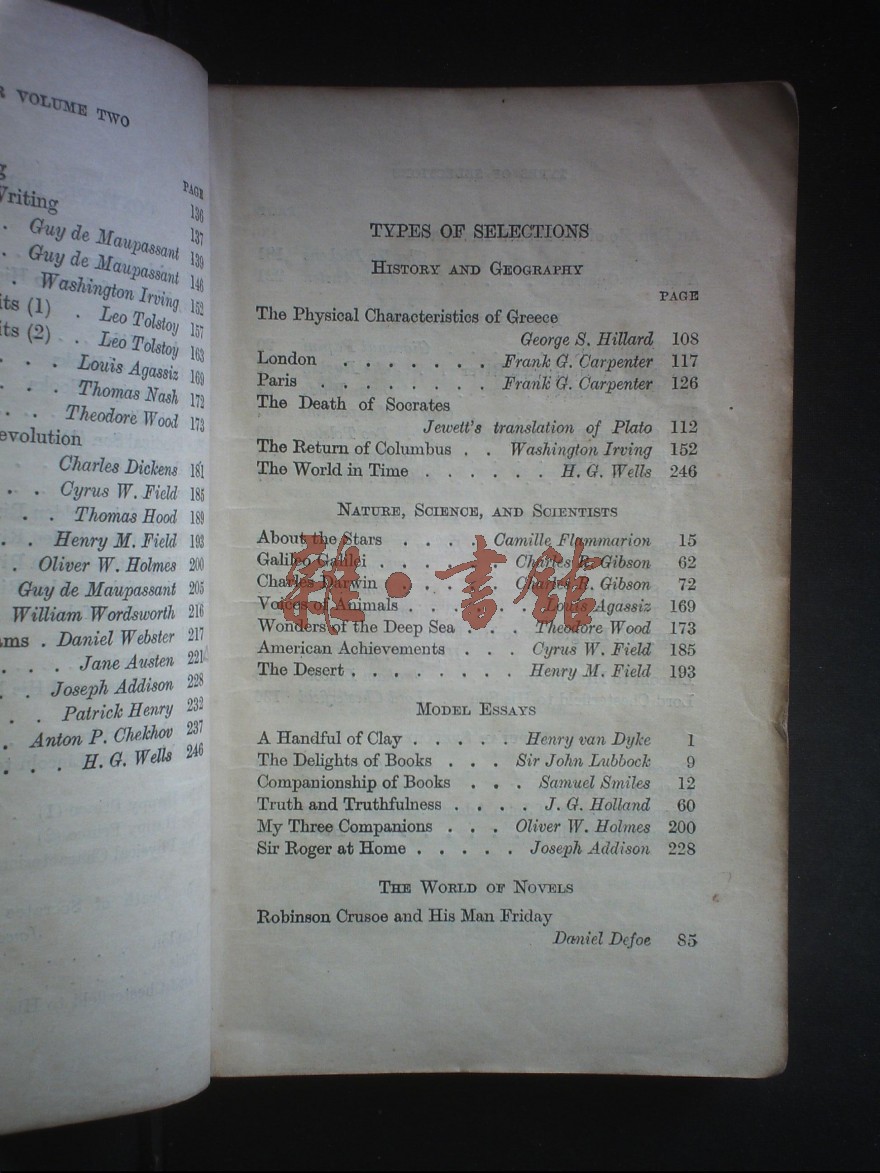 VOLUME TWO
PAGE
Writing 136
. Guy de Maupassant 137
. Guy de Maupassant 139
. Washington Irving 152
its (1) . Leo Tolstoy 157
its (2) . Leo Tolstoy 163
. . . Louis Agassiz 169
. . . Thomas Nash 172
. . Theodore Wood 173
evolution
Charles Dickens 181
. . Cyrus W. Field 185
. . Thomas Hood 189
. . Henry M. Field 193
. . Oliver W. Holmes 200
Guy de Maupassant 205
William Wordsworth 216
ams . Daniel Webster 217
. . . Jane Austen 221
. . Joseph Addison 228
. . Patrick Henry 232
. Anton P. Chekhov 237
. . . H. G. Wells 246
TYPES OF SELECTIONS
HISTORY AND GEOGRAPHY
PAGE
The Physical Characteristics of Greece
George S. Hillard 108
London . . . . . . . Frank G. Carpenter 117
Paris . . . . . . . . Frank G. Carpenter 126
The Death of Socrates
Jewett's translation of Plato 112
The Return of Columbus . . Washington Irving 152
The World in Time . . . . . . H. G. Wells 246
NATURE, SCIENCE, AND SCIENTISTS
About the Stars . . . . Camille Flammarion 15
Galileo Galilei . . . . . . Charles R. Gibson 62
Charles Darwin . . . . . Charles R. Gibson 72
Voices of Animals . . . . . . Louis Agassiz 169
Wonders of the Deep Sea . . . Theodore Wood 173
American Achievements . . . Cyrus W. Field 185
The Desert . . . . . . . . Henry M. Field 193
MODEL ESSAYS
A Handful of Clay . . . . . Henry van Dyke 1
The Delights of Books . . . Sir John Lubbock 9
Companionship of Books . . . Samuel Smiles 12
Truth and Truthfulness . . . . J. G. Holland 60
My Three Companions . . . Oliver W. Holmes 200
Sir Roger at Home . . . . . Joseph Addison 228
THE WORLD OF NOVELS
Robinson Crusoe and His Man Friday
Daniel Defoe 85
雜·書館